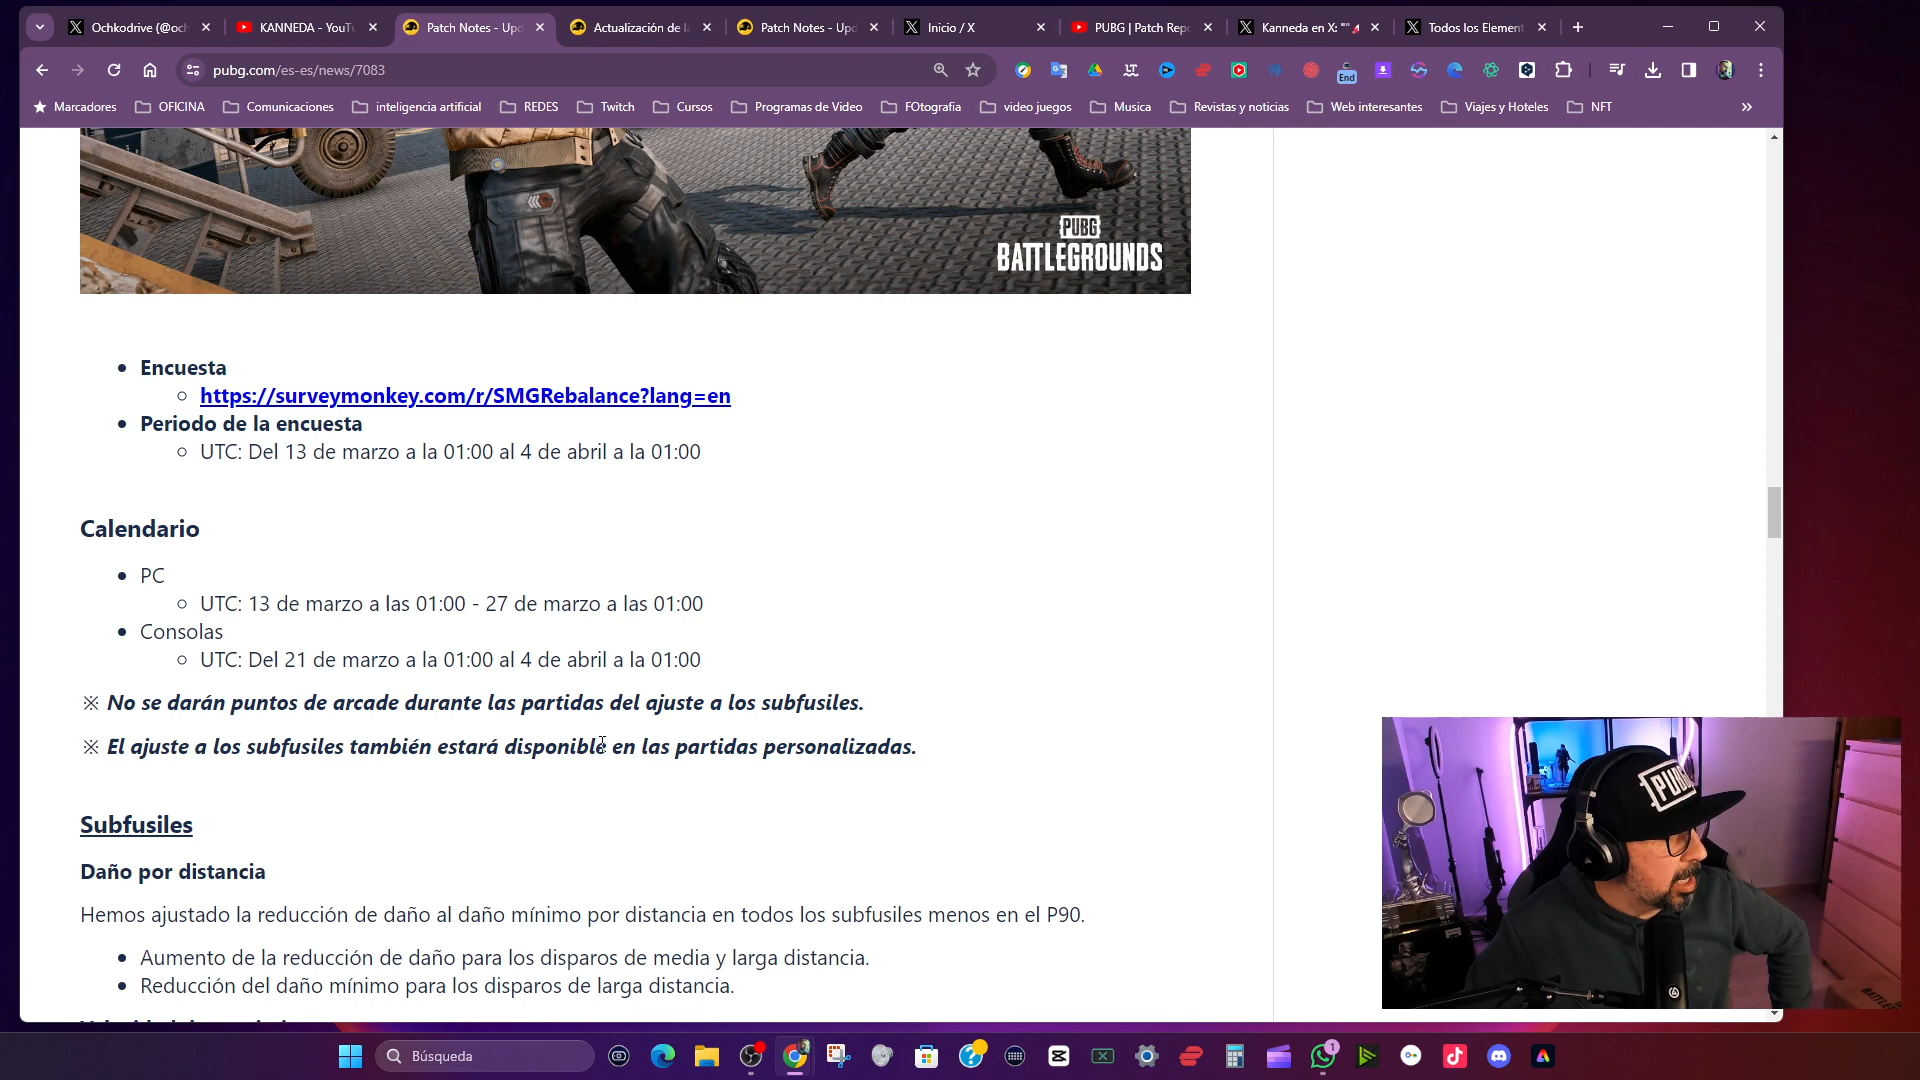 Ochkodrive (@och
KANNEDA - YouTu
Patch Notes - Upd
Actualización de l
Patch Notes - Upd
Inicio / X
PUBG | Patch Repo
Kanneda en X: "
Todos los Element
pubg.com/es-es/news/7083
End
Marcadores
OFICINA
Comunicaciones
inteligencia artificial
REDES
Twitch
Cursos
Programas de Video
FOtografia
video juegos
Musica
Revistas y noticias
Web interesantes
Viajes y Hoteles
NFT
PUBG
BATTLEGROUNDS
• Encuesta
○ https://surveymonkey.com/r/SMGRebalance?lang=en
• Periodo de la encuesta
○ UTC: Del 13 de marzo a la 01:00 al 4 de abril a la 01:00
Calendario
• PC
○ UTC: 13 de marzo a las 01:00 - 27 de marzo a las 01:00
• Consolas
○ UTC: Del 21 de marzo a la 01:00 al 4 de abril a la 01:00
※ No se darán puntos de arcade durante las partidas del ajuste a los subfusiles.
※ El ajuste a los subfusiles también estará disponible en las partidas personalizadas.
Subfusiles
Daño por distancia
Hemos ajustado la reducción de daño al daño mínimo por distancia en todos los subfusiles menos en el P90.
• Aumento de la reducción de daño para los disparos de media y larga distancia.
• Reducción del daño mínimo para los disparos de larga distancia.
PUBG
Búsqueda
1